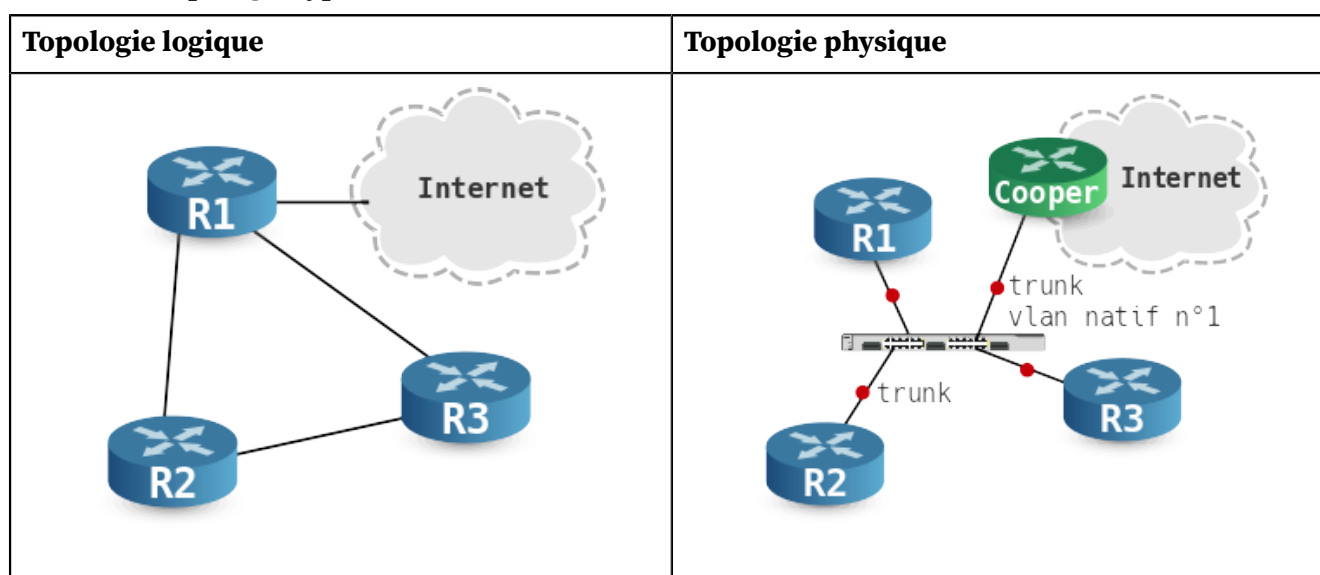 Topologie logique
Topologie physique
Internet
R1
R3
R2
Cooper
Internet
R1
trunk
vlan natif n°1
trunk
R3
R2